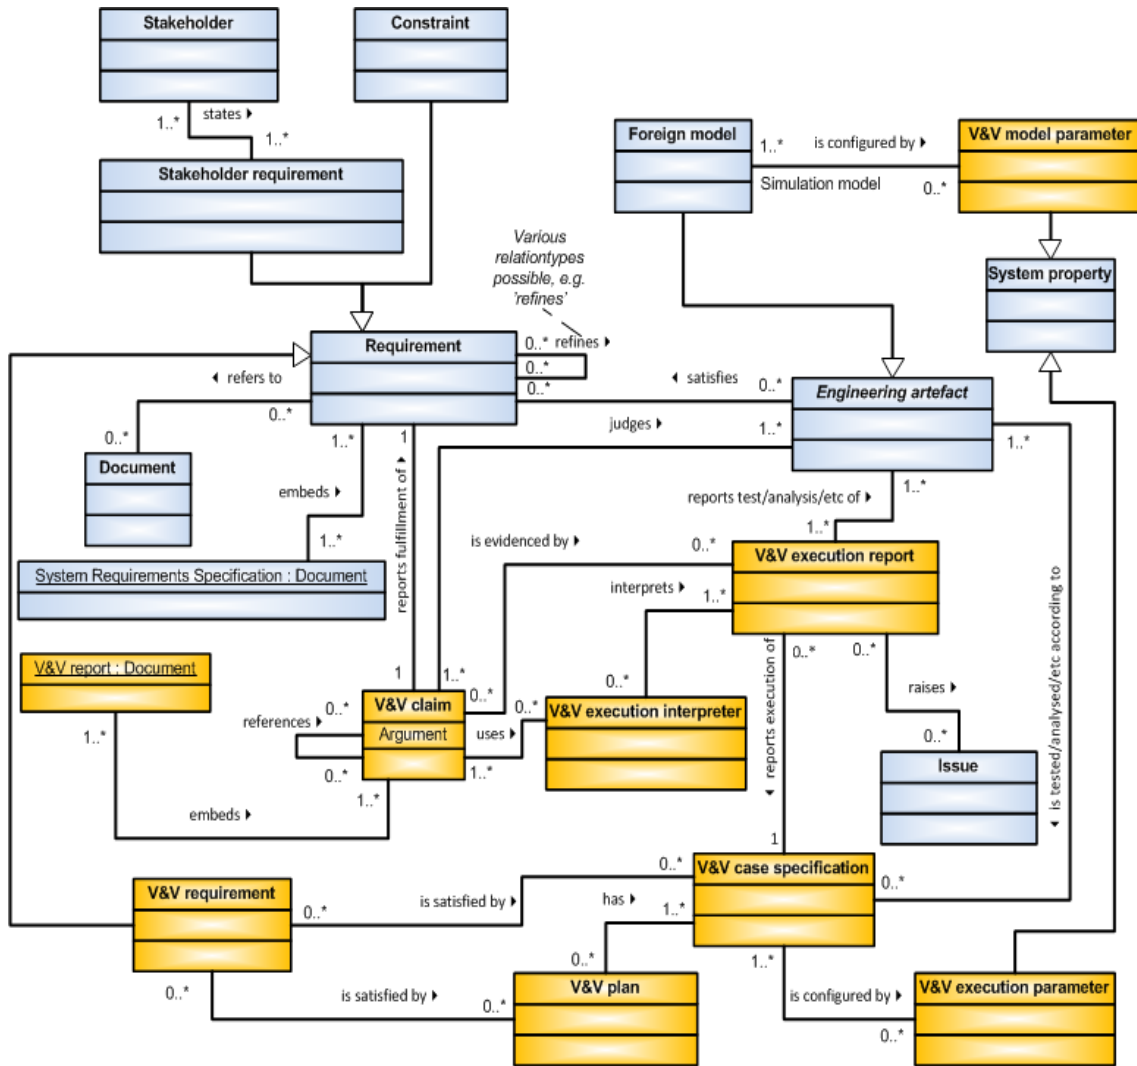 Stakeholder
Constraint
states ▶
1..*
1..*
Stakeholder requirement
Foreign model
V&V model parameter
1..*
is configured by ▶
Simulation model
0..*
Various
relationtypes
possible, e.g.
'refines'
System property
Requirement
0..*
refines ▶
0..*
0..*
◀ refers to
0..*
0..*
Document
◀ satisfies
0..*
Engineering artefact
judges ▶
1..*
1..*
1
1..*
embeds ▶
1..*
reports fulfillment of ▶
System Requirements Specification : Document
reports test/analysis/etc of ▶
1..*
1..*
is evidenced by ▶
0..*
V&V execution report
interprets ▶
1..*
0..*
0..*
0..*
◀ reports execution of
◀ is tested/analysed/etc according to
V&V report : Document
1
1..*
0..*
V&V claim
Argument
references ▶
0..*
0..*
uses ▶
0..*
1..*
V&V execution interpreter
raises ▶
0..*
Issue
1..*
1..*
embeds ▶
1
V&V case specification
0..*
0..*
V&V requirement
0..*
is satisfied by ▶
has ▶
1..*
0..*
1..*
V&V plan
0..*
is satisfied by ▶
0..*
is configured by ▶
0..*
V&V execution parameter